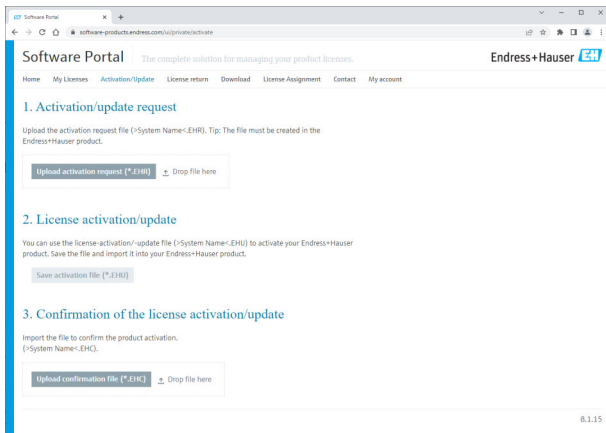 Software Portal
software-products.endress.com/ui/private/activate
Software Portal The complete solution for managing your product licenses. Endress+Hauser EH
Home My Licenses Activation/Update License return Download License Assignment Contact My account
1. Activation/update request
Upload the activation request file (>System Name<.EHR). Tip: The file must be created in the
Endress+Hauser product.
Upload activation request (*.EHR) Drop file here
2. License activation/update
You can use the license-activation/-update file (>System Name<.EHU) to activate your Endress+Hauser
product. Save the file and import it into your Endress+Hauser product.
Save activation file (*.EHU)
3. Confirmation of the license activation/update
Import the file to confirm the product activation.
(>System Name<.EHC).
Upload confirmation file (*.EHC) Drop file here
8.1.15